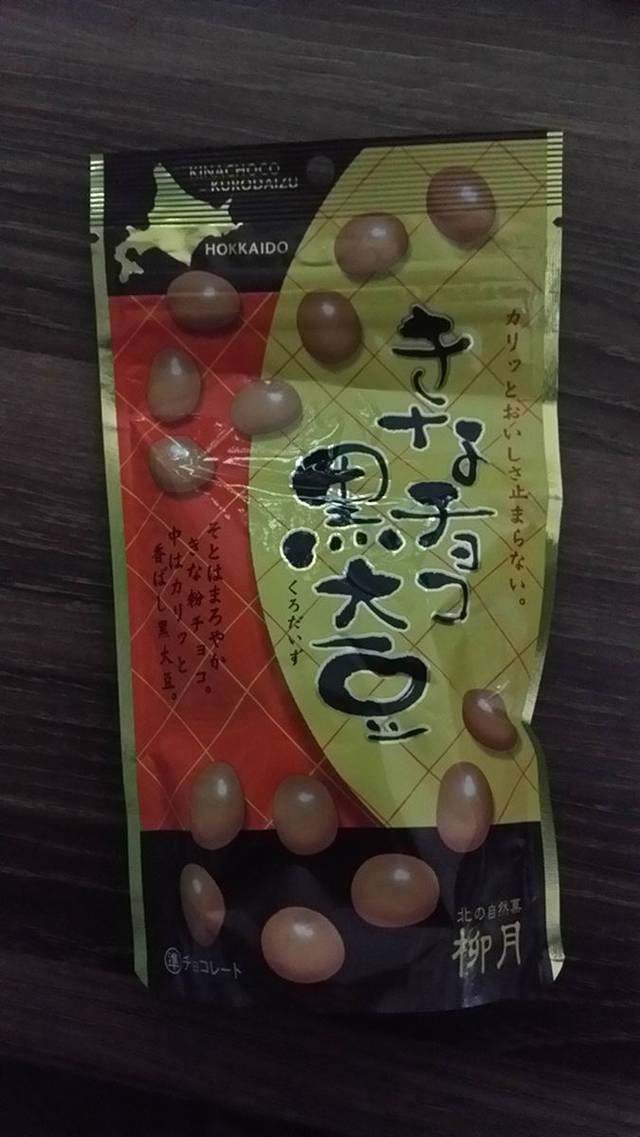 KINACHOCO
KURODAIZU
HOKKAIDO
カリッとおいしさ止まらない。
きなチョコ
黒大豆
くろだいず
そとはまろやか
きな粉チョコ。
中はカリッと
香ばし黒大豆。
北の自然菓
柳月
準チョコレート